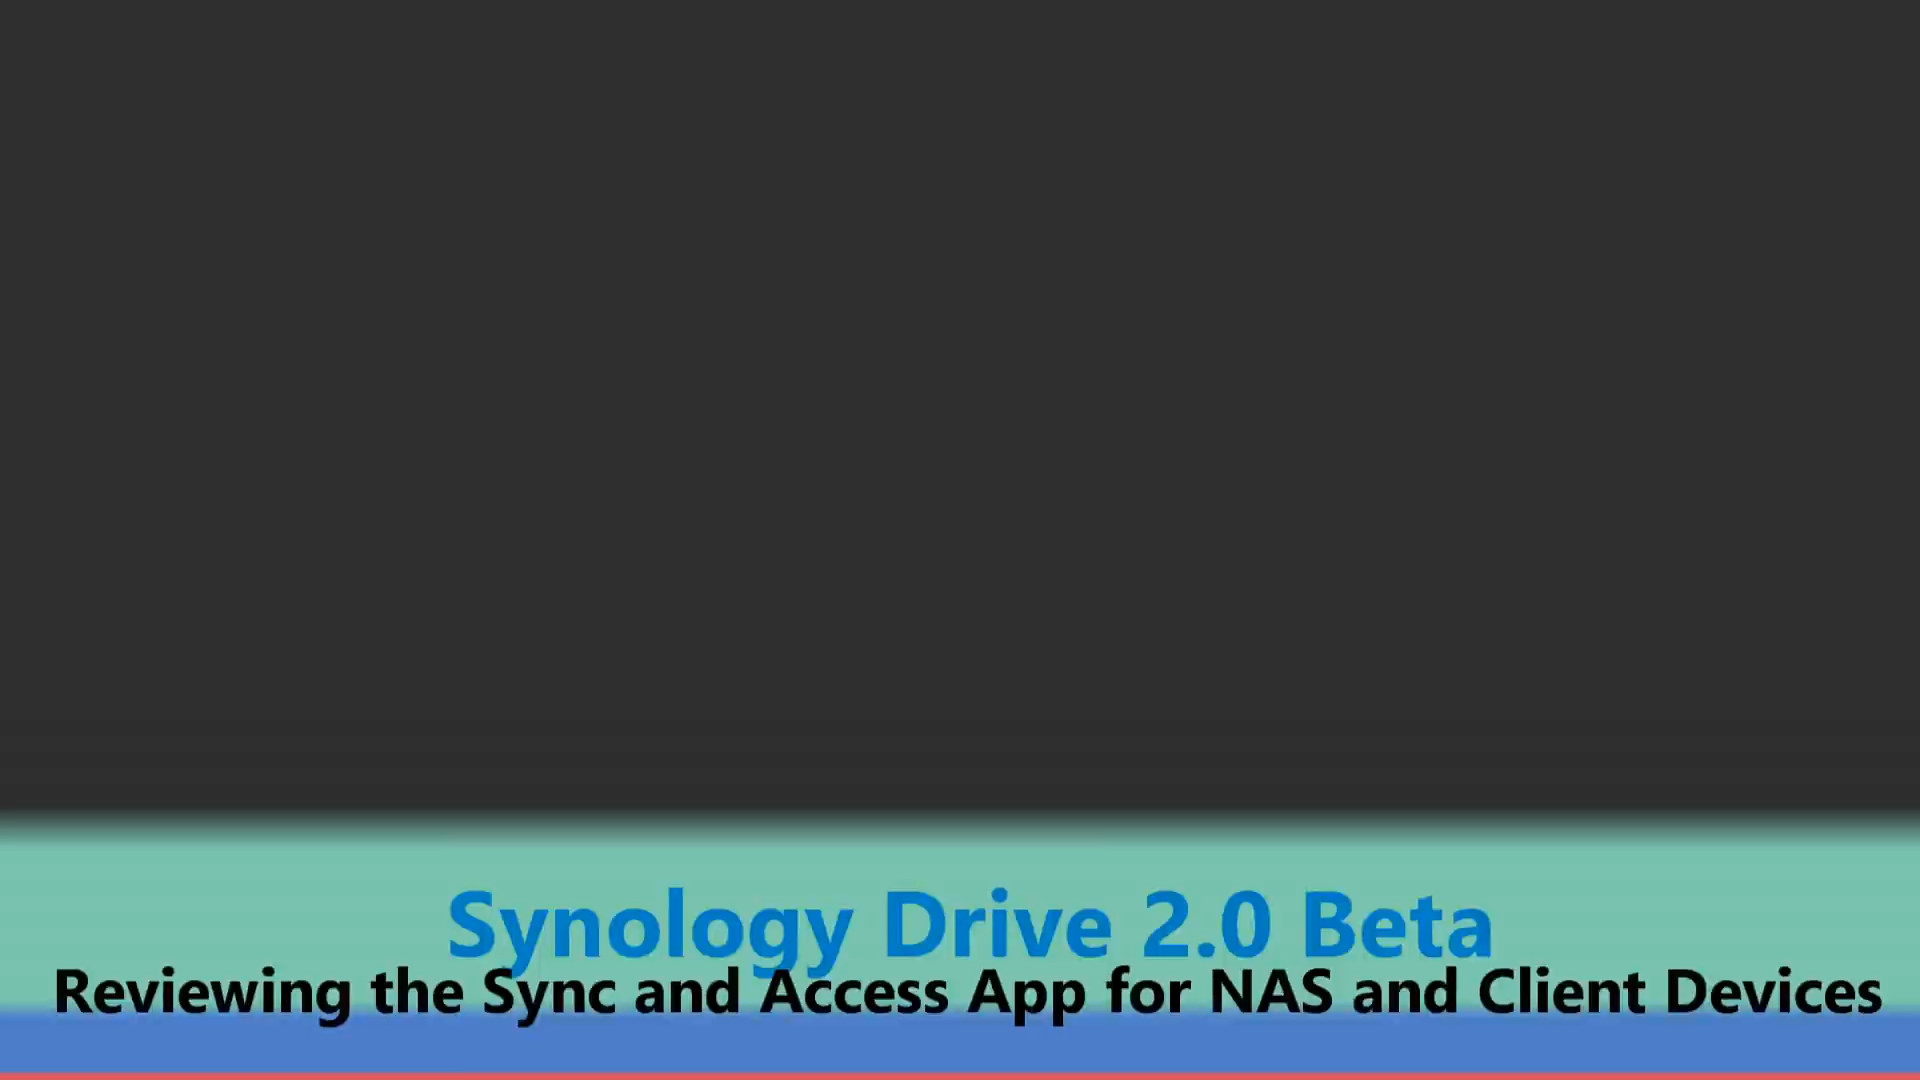 Synology Drive 2.0 Beta
Reviewing the Sync and Access App for NAS and Client Devices